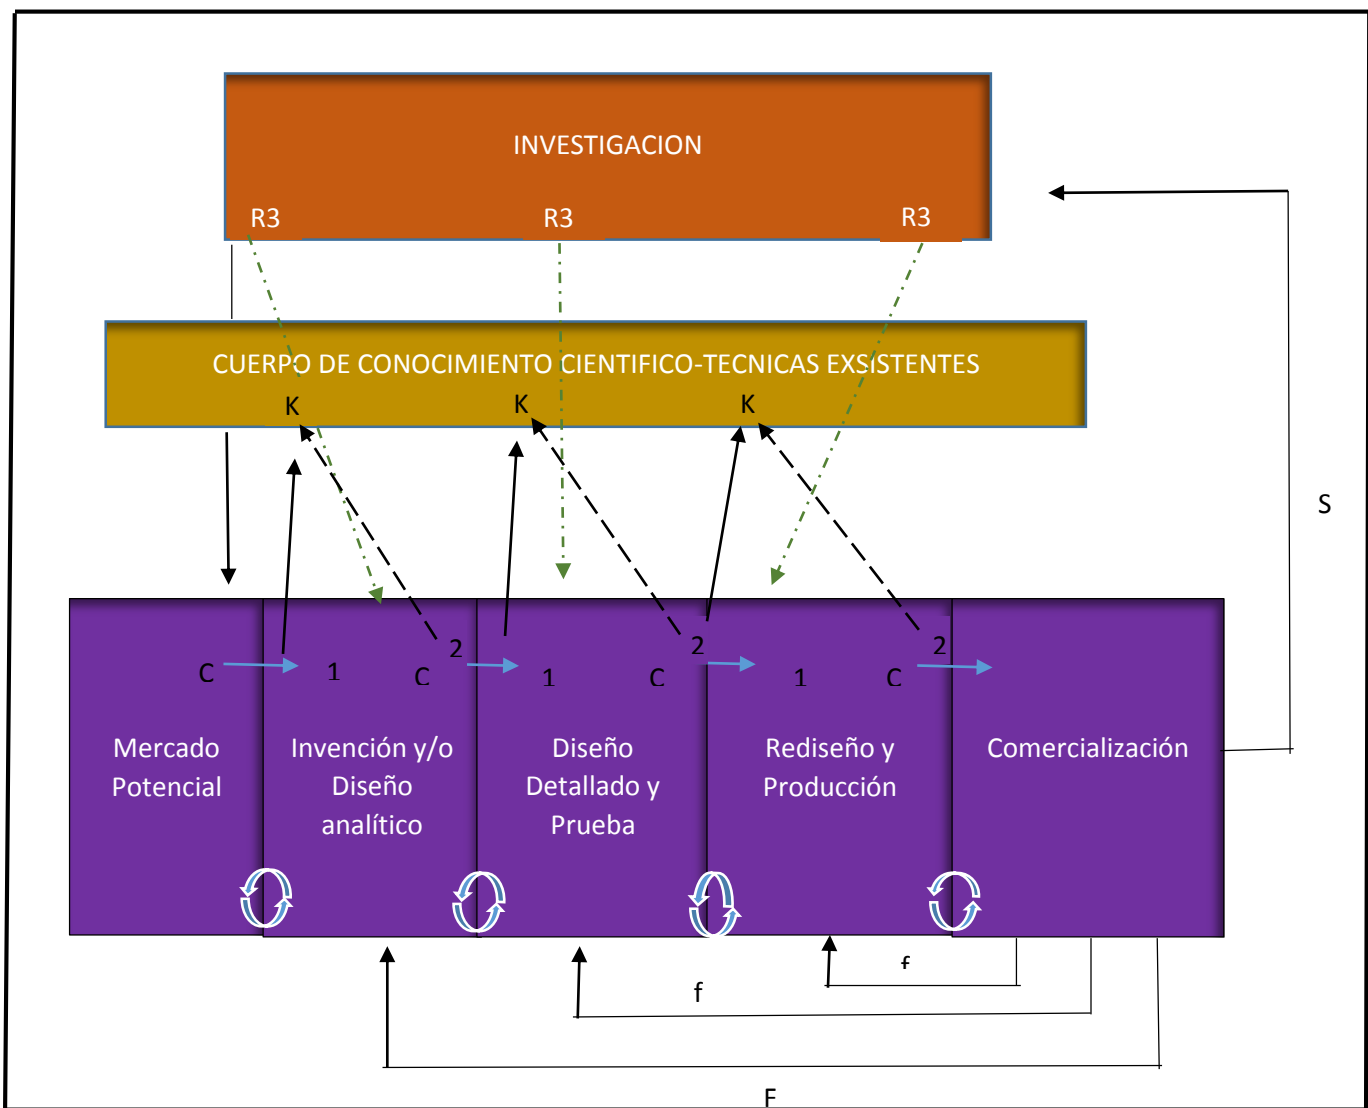 INVESTIGACION
R3 R3 R3
CUERPO DE CONOCIMIENTO CIENTIFICO-TECNICAS EXSISTENTES
K K K
S
C 1 C 2 1 C 2 1 C 2
Mercado
Potencial
Invención y/o
Diseño
analítico
Diseño
Detallado y
Prueba
Rediseño y
Producción
Comercialización
f
f
F